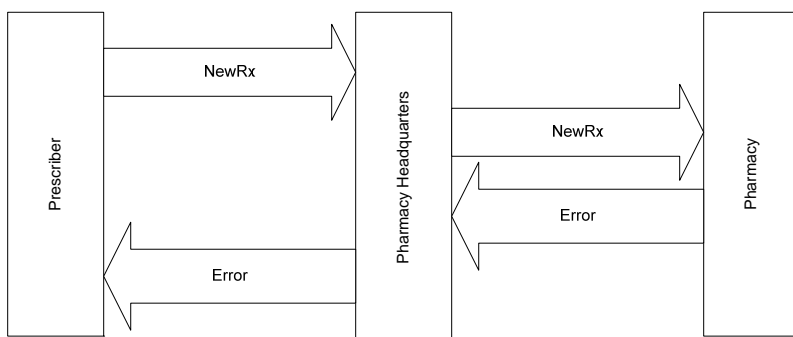 Prescriber
NewRx
Pharmacy Headquarters
NewRx
Pharmacy
Error
Error